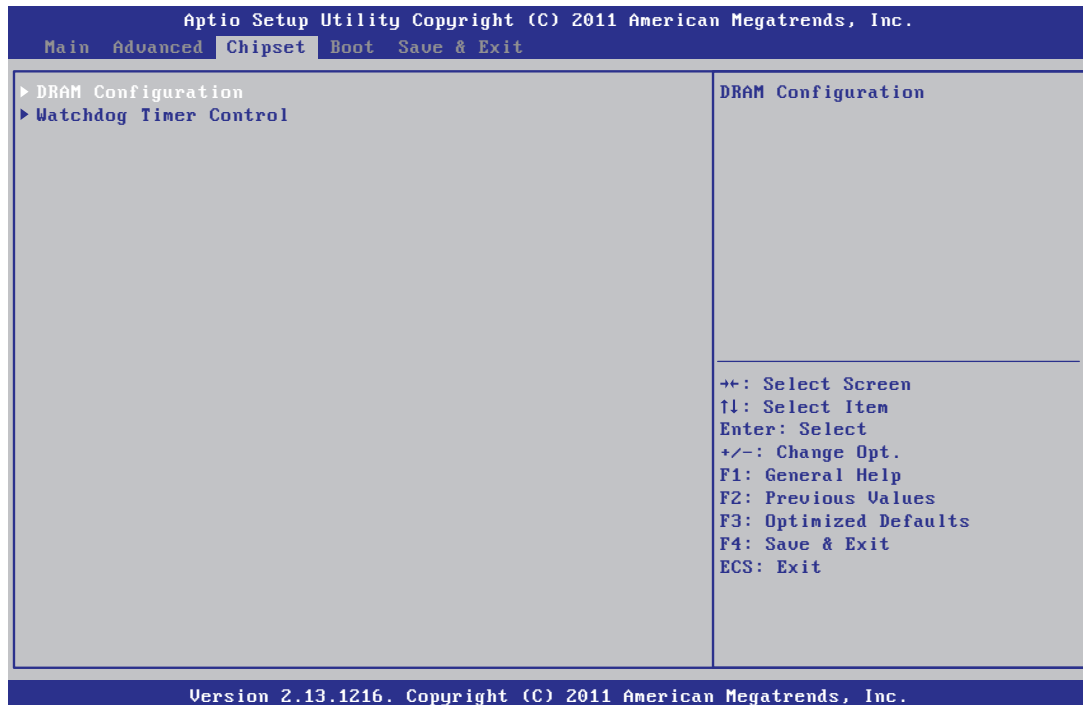 Aptio Setup Utility Copyright (C) 2011 American Megatrends, Inc.
Main Advanced Chipset Boot Save & Exit
▶ DRAM Configuration
▶ Watchdog Timer Control
DRAM Configuration
→←: Select Screen
↑↓: Select Item
Enter: Select
+/-: Change Opt.
F1: General Help
F2: Previous Values
F3: Optimized Defaults
F4: Save & Exit
ECS: Exit
Version 2.13.1216. Copyright (C) 2011 American Megatrends, Inc.